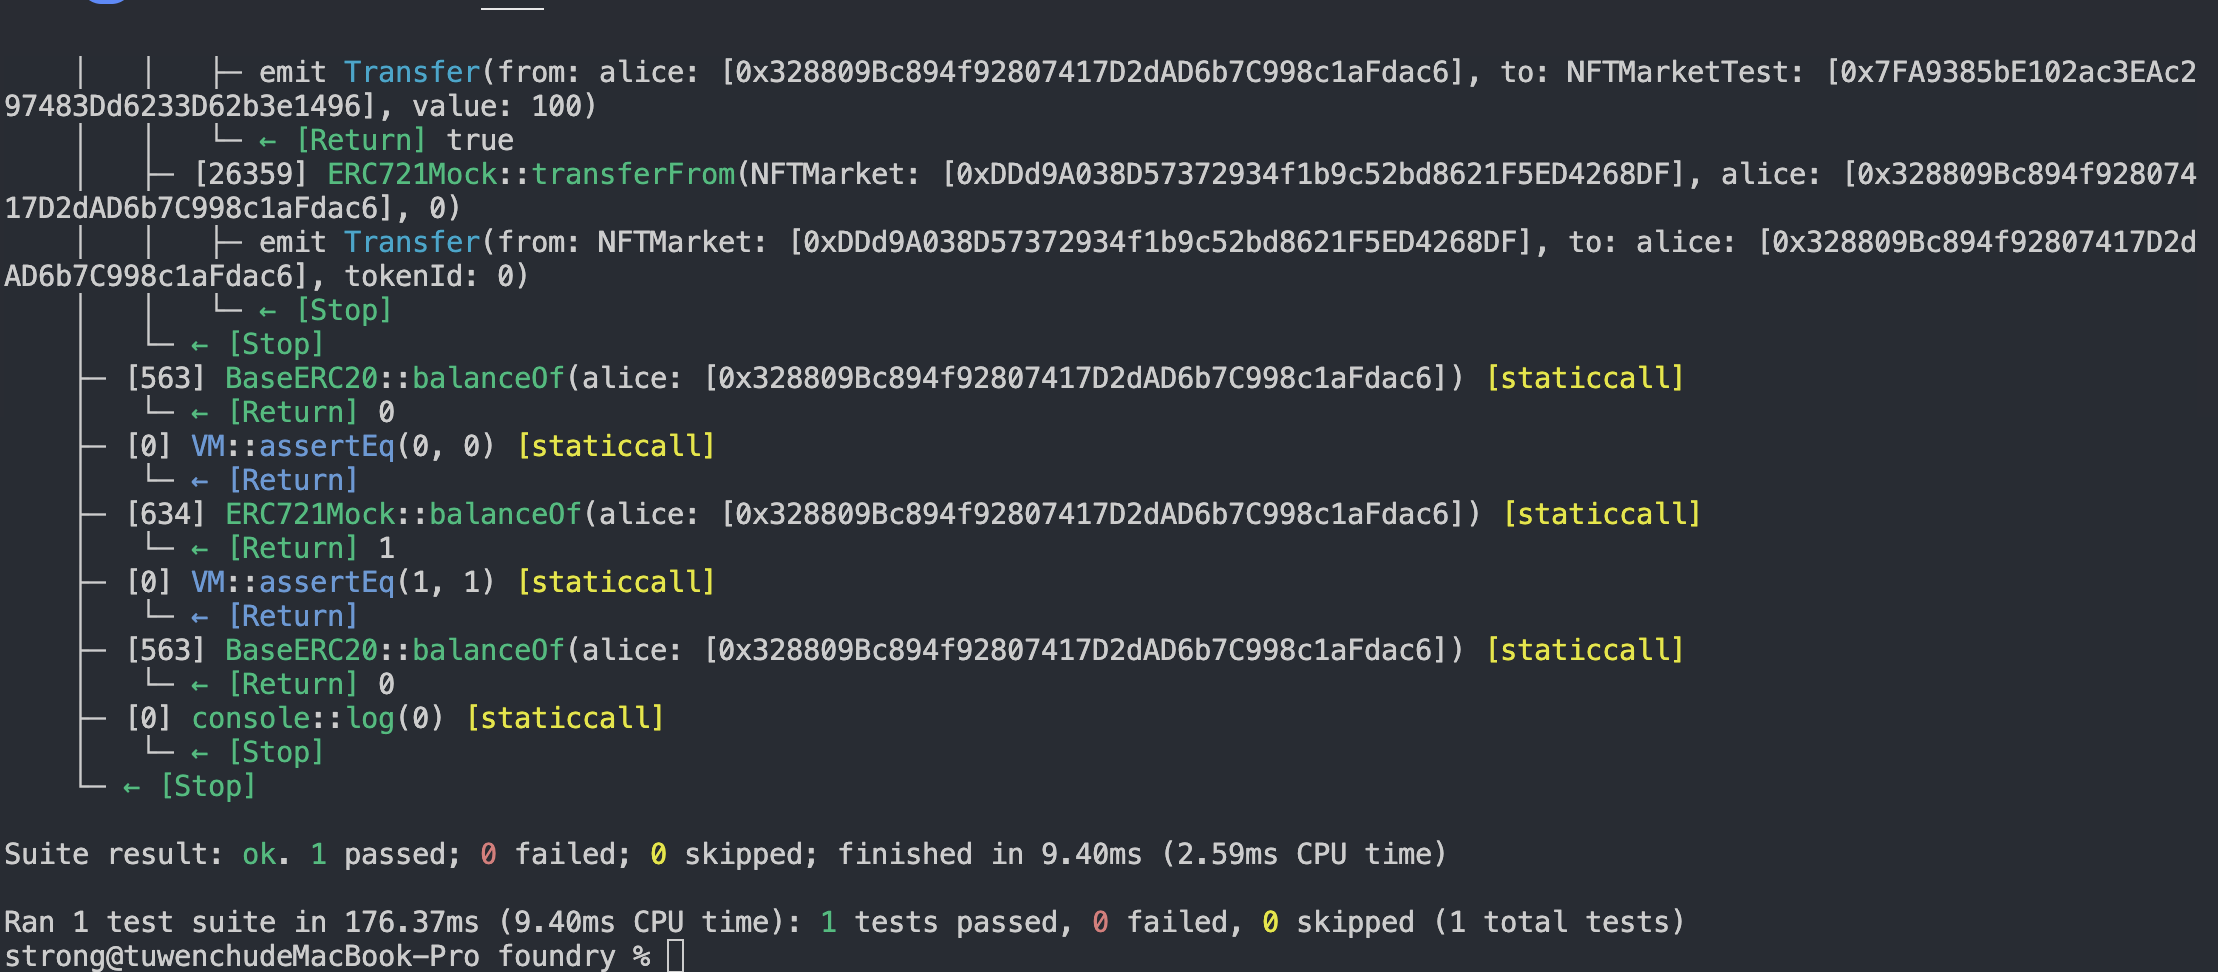 │   │   ├─ emit Transfer(from: alice: [0x328809Bc894f92807417D2dAD6b7C998c1aFdac6], to: NFTMarketTest: [0x7FA9385bE102ac3EAc2
97483Dd6233D62b3e1496], value: 100)
│   │   └─ ← [Return] true
│   ├─ [26359] ERC721Mock::transferFrom(NFTMarket: [0xDDd9A038D57372934f1b9c52bd8621F5ED4268DF], alice: [0x328809Bc894f928074
17D2dAD6b7C998c1aFdac6], 0)
│   │   ├─ emit Transfer(from: NFTMarket: [0xDDd9A038D57372934f1b9c52bd8621F5ED4268DF], to: alice: [0x328809Bc894f92807417D2d
AD6b7C998c1aFdac6], tokenId: 0)
│   │   └─ ← [Stop]
│   └─ ← [Stop]
├─ [563] BaseERC20::balanceOf(alice: [0x328809Bc894f92807417D2dAD6b7C998c1aFdac6]) [staticcall]
│   └─ ← [Return] 0
├─ [0] VM::assertEq(0, 0) [staticcall]
│   └─ ← [Return]
├─ [634] ERC721Mock::balanceOf(alice: [0x328809Bc894f92807417D2dAD6b7C998c1aFdac6]) [staticcall]
│   └─ ← [Return] 1
├─ [0] VM::assertEq(1, 1) [staticcall]
│   └─ ← [Return]
├─ [563] BaseERC20::balanceOf(alice: [0x328809Bc894f92807417D2dAD6b7C998c1aFdac6]) [staticcall]
│   └─ ← [Return] 0
├─ [0] console::log(0) [staticcall]
│   └─ ← [Stop]
└─ ← [Stop]
Suite result: ok. 1 passed; 0 failed; 0 skipped; finished in 9.40ms (2.59ms CPU time)
Ran 1 test suite in 176.37ms (9.40ms CPU time): 1 tests passed, 0 failed, 0 skipped (1 total tests)
strong@tuwenchudeMacBook-Pro foundry %